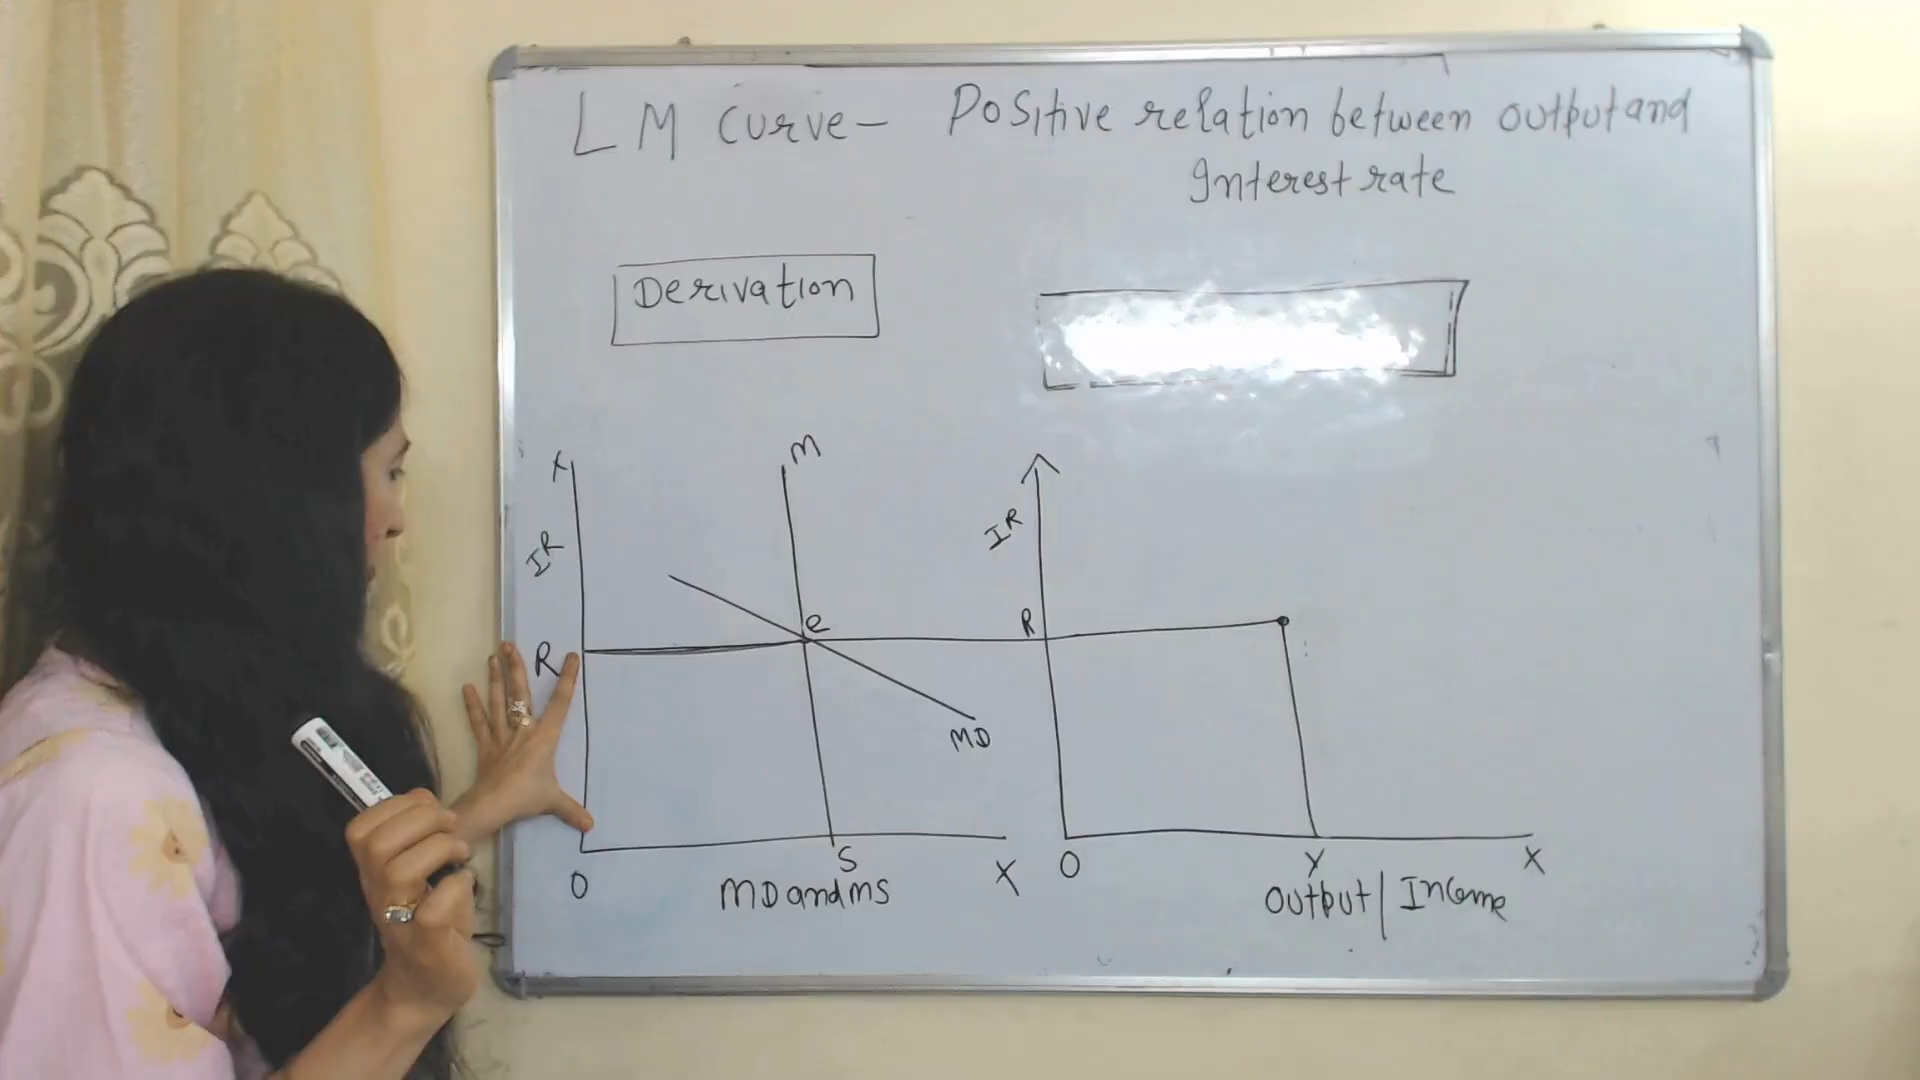 LM Curve- Positive relation between output and
Interest rate
Derivation
X
M
IR
IR
e
R
R
MD
O
S
X
MD and MS
O
Y
X
Output/Income